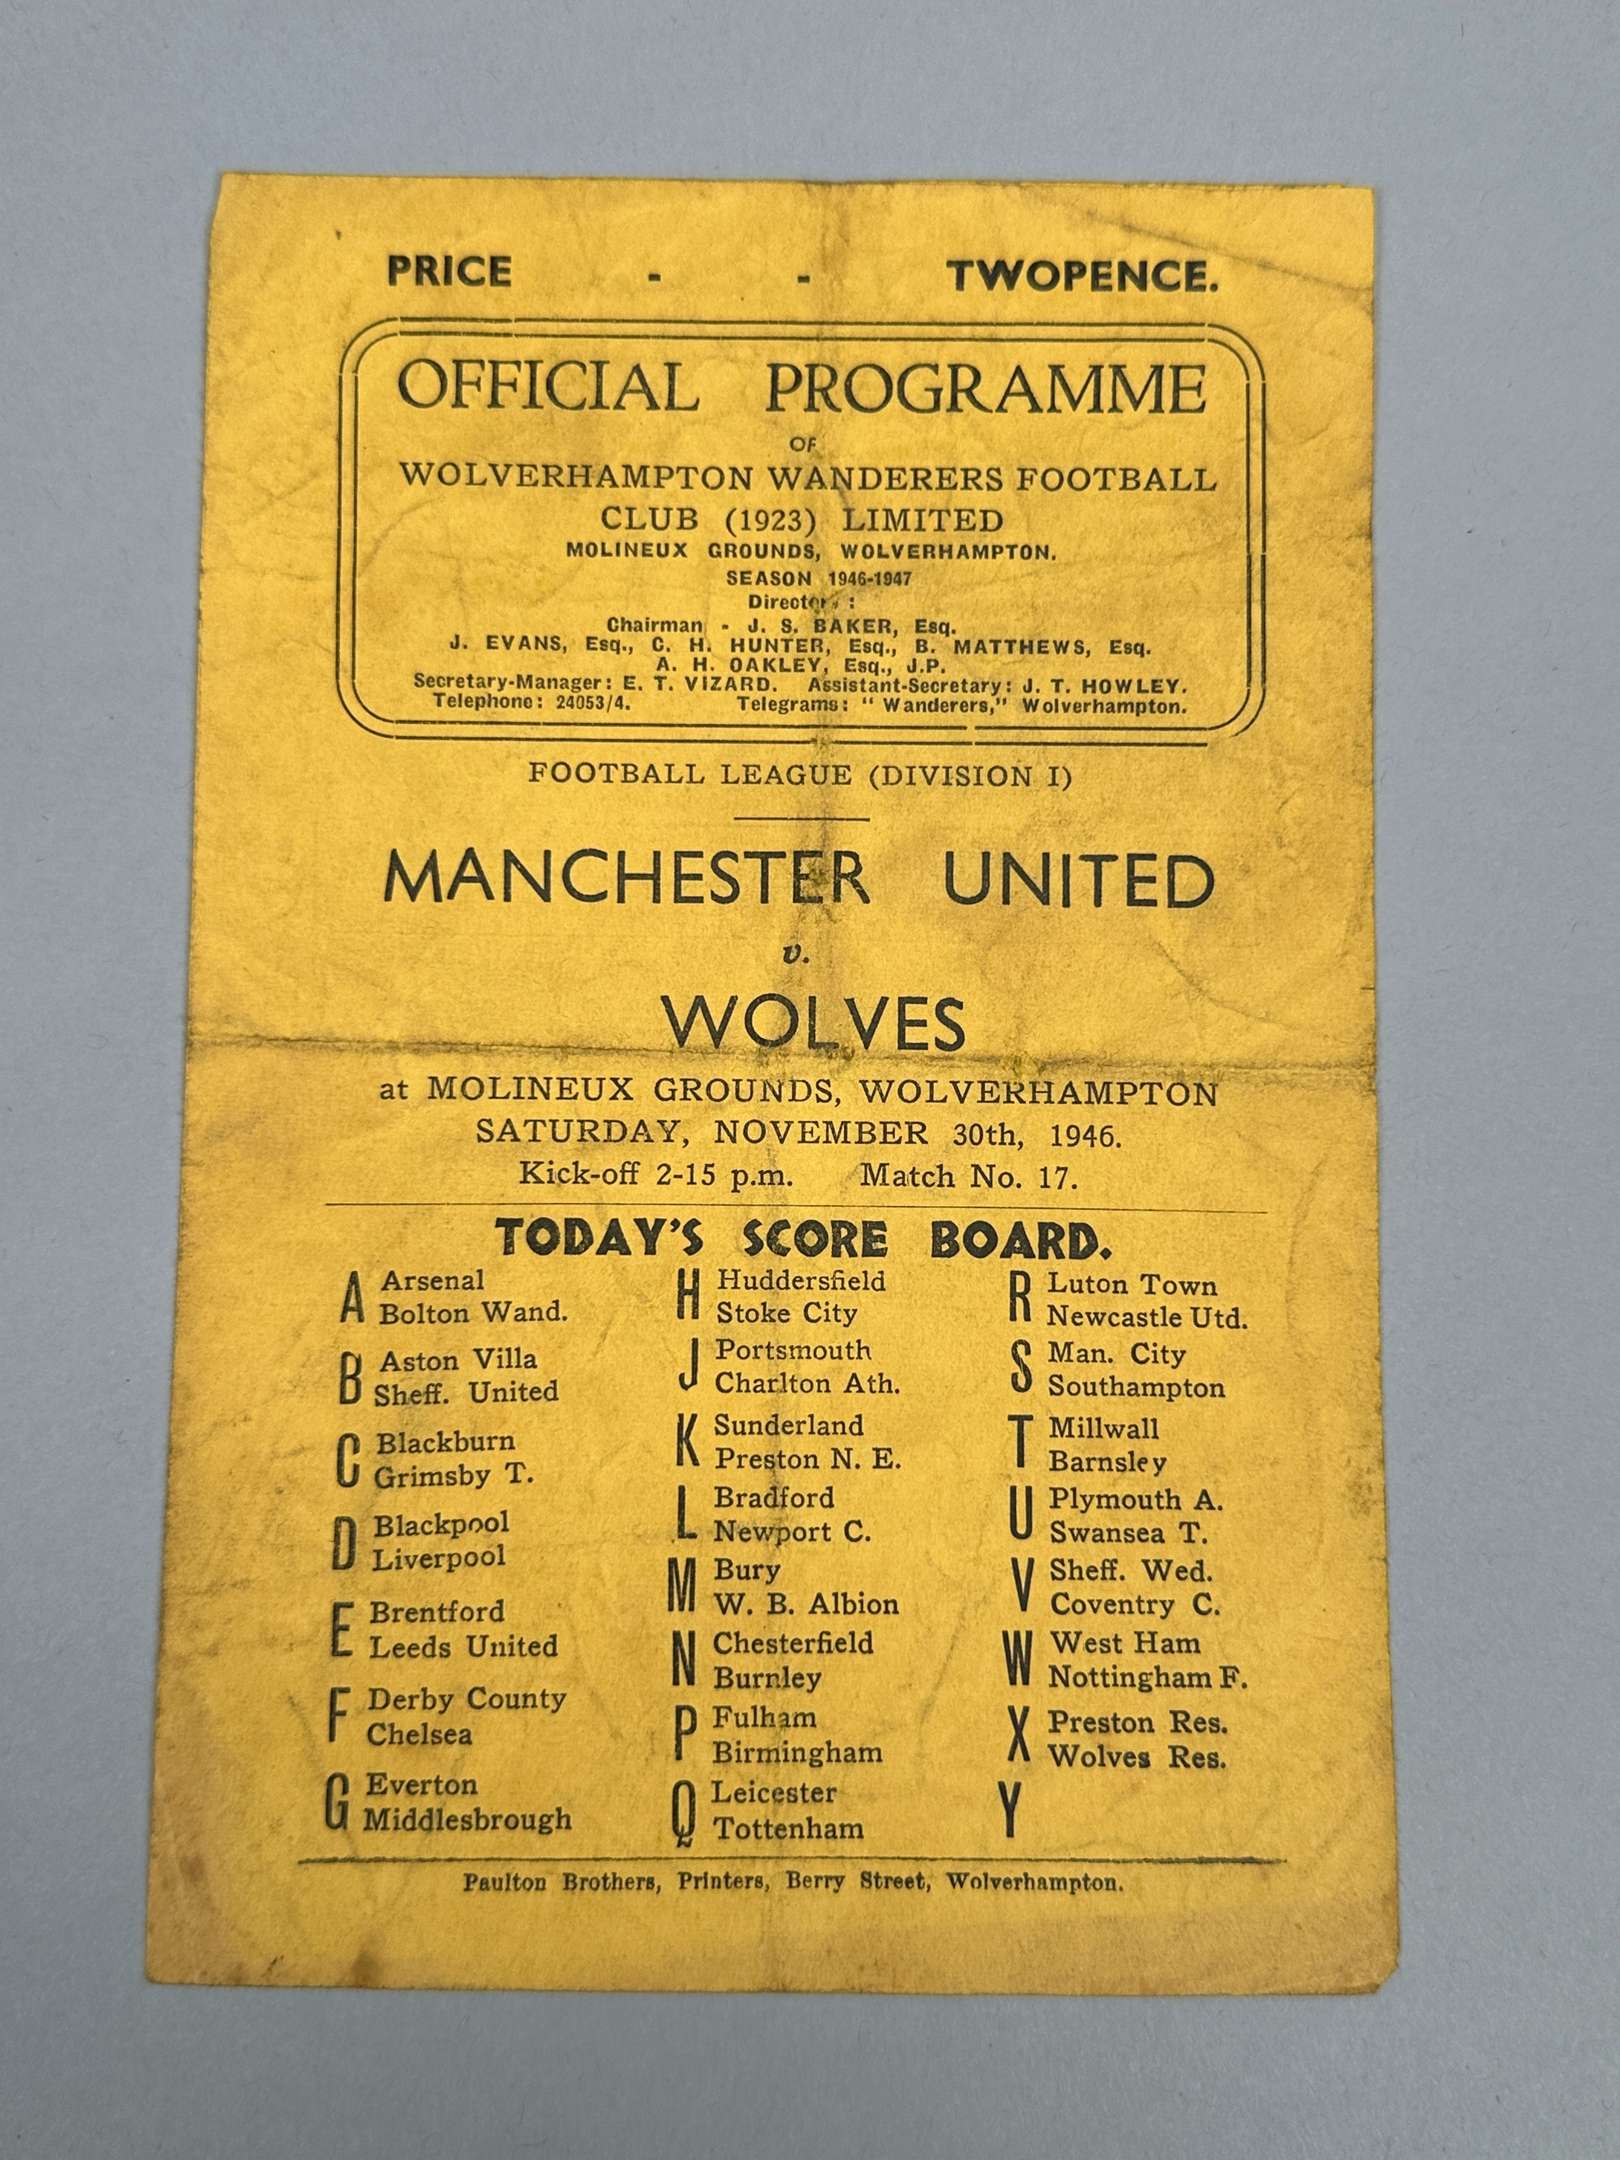 PRICE - - TWOPENCE.
OFFICIAL PROGRAMME
OF
WOLVERHAMPTON WANDERERS FOOTBALL
CLUB (1923) LIMITED
MOLINEUX GROUNDS, WOLVERHAMPTON.
SEASON 1946-1947
Directors :
Chairman - J. S. BAKER, Esq.
J. EVANS, Esq., C. H. HUNTER, Esq., B. MATTHEWS, Esq.
A. H. OAKLEY, Esq., J.P.
Secretary-Manager: E. T. VIZARD. Assistant-Secretary: J. T. HOWLEY.
Telephone: 24053/4. Telegrams: "Wanderers," Wolverhampton.
FOOTBALL LEAGUE (DIVISION I)
MANCHESTER UNITED
v.
WOLVES
at MOLINEUX GROUNDS, WOLVERHAMPTON
SATURDAY, NOVEMBER 30th, 1946.
Kick-off 2-15 p.m. Match No. 17.
TODAY'S SCORE BOARD.
A Arsenal
Bolton Wand.
B Aston Villa
Sheff. United
C Blackburn
Grimsby T.
D Blackpool
Liverpool
E Brentford
Leeds United
F Derby County
Chelsea
G Everton
Middlesbrough
H Huddersfield
Stoke City
J Portsmouth
Charlton Ath.
K Sunderland
Preston N. E.
L Bradford
Newport C.
M Bury
W. B. Albion
N Chesterfield
Burnley
P Fulham
Birmingham
Q Leicester
Tottenham
R Luton Town
Newcastle Utd.
S Man. City
Southampton
T Millwall
Barnsley
U Plymouth A.
Swansea T.
V Sheff. Wed.
Coventry C.
W West Ham
Nottingham F.
X Preston Res.
Wolves Res.
Y
Paulton Brothers, Printers, Berry Street, Wolverhampton.